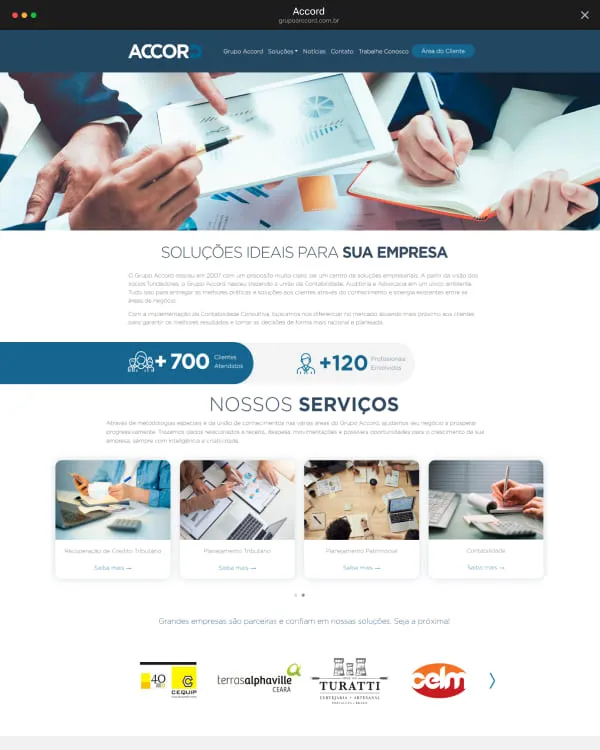 Accord
grupoarccord.com.br
ACCORD
Grupo Accord Soluções Notícias Contato Trabalhe Conosco Área do Cliente
SOLUÇÕES IDEAIS PARA SUA EMPRESA
O Grupo Accord nasceu em 2007 com um propósito muito claro: ser um centro de soluções empresariais. A partir da visão dos
sócios fundadores, o Grupo Accord nasceu trazendo a união da Contabilidade, Auditoria e Advocacia em um único ambiente.
Tudo isso para entregar as melhores práticas e soluções aos clientes através do conhecimento e sinergia existentes entre as
áreas de negócio.
Com a implementação da Contabilidade Consultiva, buscamos nos diferenciar no mercado atuando mais próximo aos clientes
para garantir os melhores resultados e tomar as decisões de forma mais racional e planejada.
+ 700 Clientes
Atendidos
+120 Profissionais
Envolvidos
NOSSOS SERVIÇOS
Através de metodologias especiais e da união de conhecimentos nas várias áreas do Grupo Accord, ajudamos seu negócio a prosperar
progressivamente. Trazemos dados relacionados a receita, despesa, movimentações e possíveis oportunidades para o crescimento da sua
empresa, sempre com inteligência e criatividade.
Recuperação de Crédito Tributário
Saiba mais →
Planejamento Tributário
Saiba mais →
Planejamento Patrimonial
Saiba mais →
Contabilidade
Saiba mais →
Grandes empresas são parceiras e confiam em nossas soluções. Seja a próxima!
40
CEQUIP
terrasalphaville
CEARÁ
TURATTI
CERVEJARIA • ARTESANAL
celm